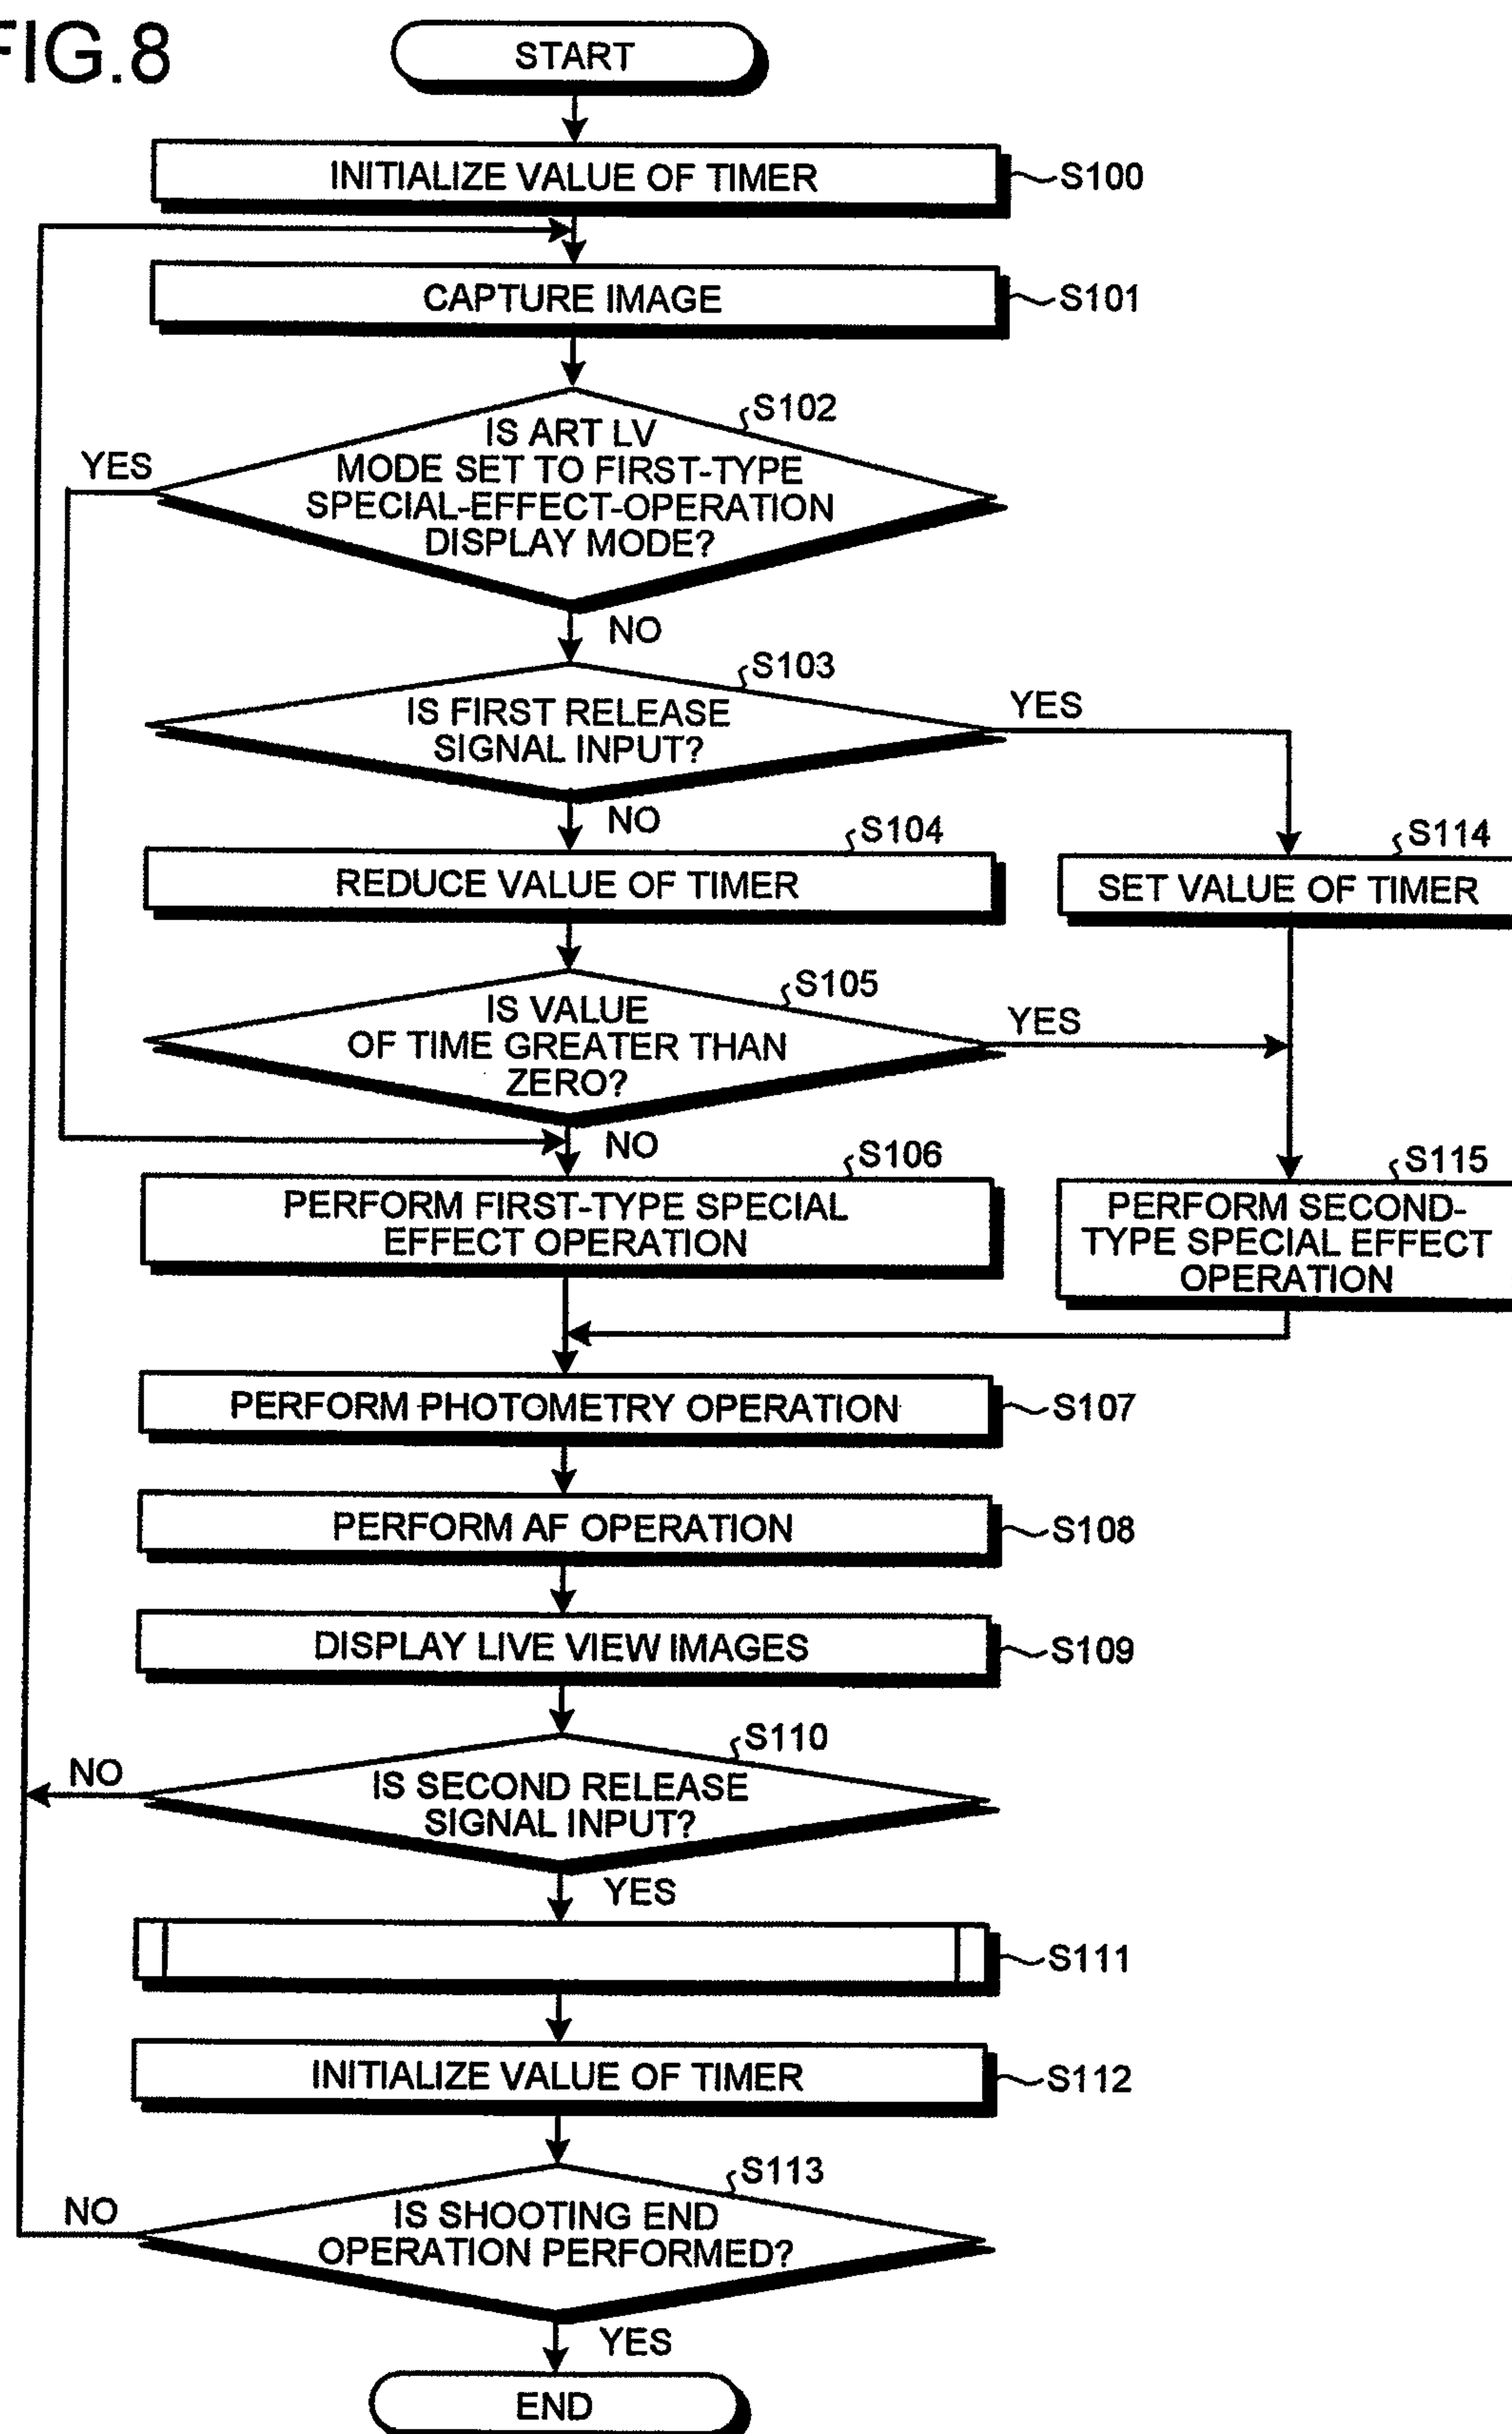 FIG.8
START
INITIALIZE VALUE OF TIMER
S100
CAPTURE IMAGE
S101
S102
IS ART LV
MODE SET TO FIRST-TYPE
SPECIAL-EFFECT-OPERATION
DISPLAY MODE?
YES
NO
S103
IS FIRST RELEASE
SIGNAL INPUT?
YES
NO
S104
REDUCE VALUE OF TIMER
S114
SET VALUE OF TIMER
S105
IS VALUE
OF TIME GREATER THAN
ZERO?
YES
NO
S106
PERFORM FIRST-TYPE SPECIAL
EFFECT OPERATION
S115
PERFORM SECOND-
TYPE SPECIAL EFFECT
OPERATION
PERFORM PHOTOMETRY OPERATION
S107
PERFORM AF OPERATION
S108
DISPLAY LIVE VIEW IMAGES
S109
S110
IS SECOND RELEASE
SIGNAL INPUT?
NO
YES
S111
INITIALIZE VALUE OF TIMER
S112
S113
IS SHOOTING END
OPERATION PERFORMED?
NO
YES
END